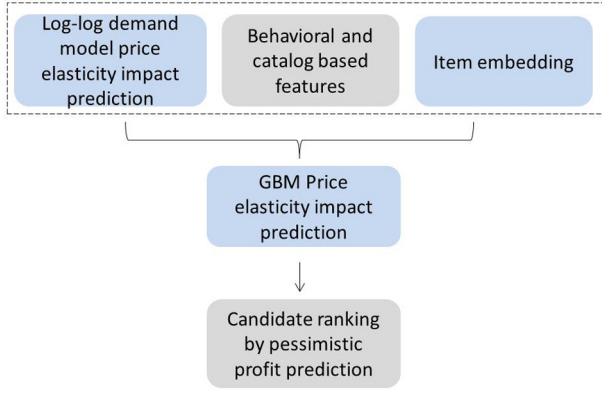 Log-log demand
model price
elasticity impact
prediction
Behavioral and
catalog based
features
Item embedding
GBM Price
elasticity impact
prediction
Candidate ranking
by pessimistic
profit prediction